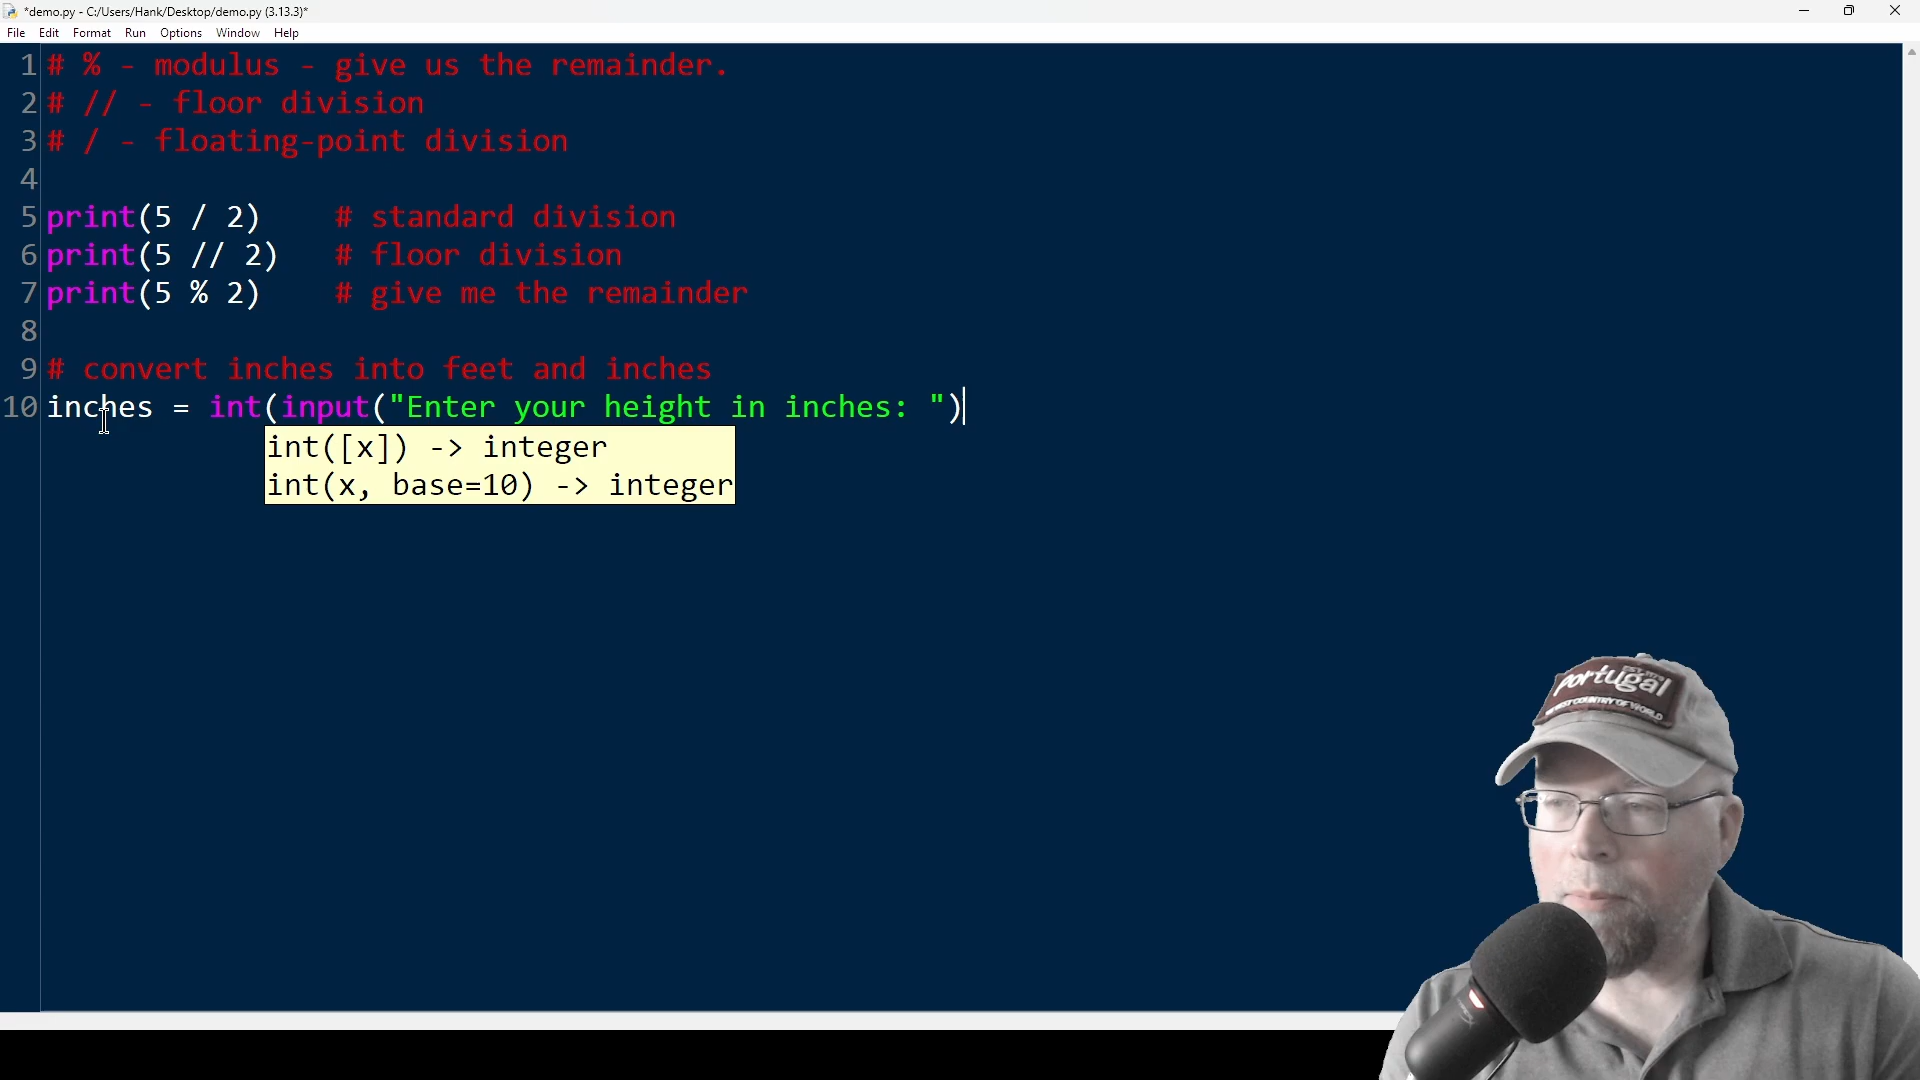 *demo.py - C:/Users/Hank/Desktop/demo.py (3.13.3)*
File Edit Format Run Options Window Help
1 # % - modulus - give us the remainder.
2 # // - floor division
3 # / - floating-point division
4
5 print(5 / 2)    # standard division
6 print(5 // 2)   # floor division
7 print(5 % 2)    # give me the remainder
8
9 # convert inches into feet and inches
10 inches = int(input("Enter your height in inches: ")
int([x]) -> integer
int(x, base=10) -> integer
portugal
COUNTRY OF WORLD